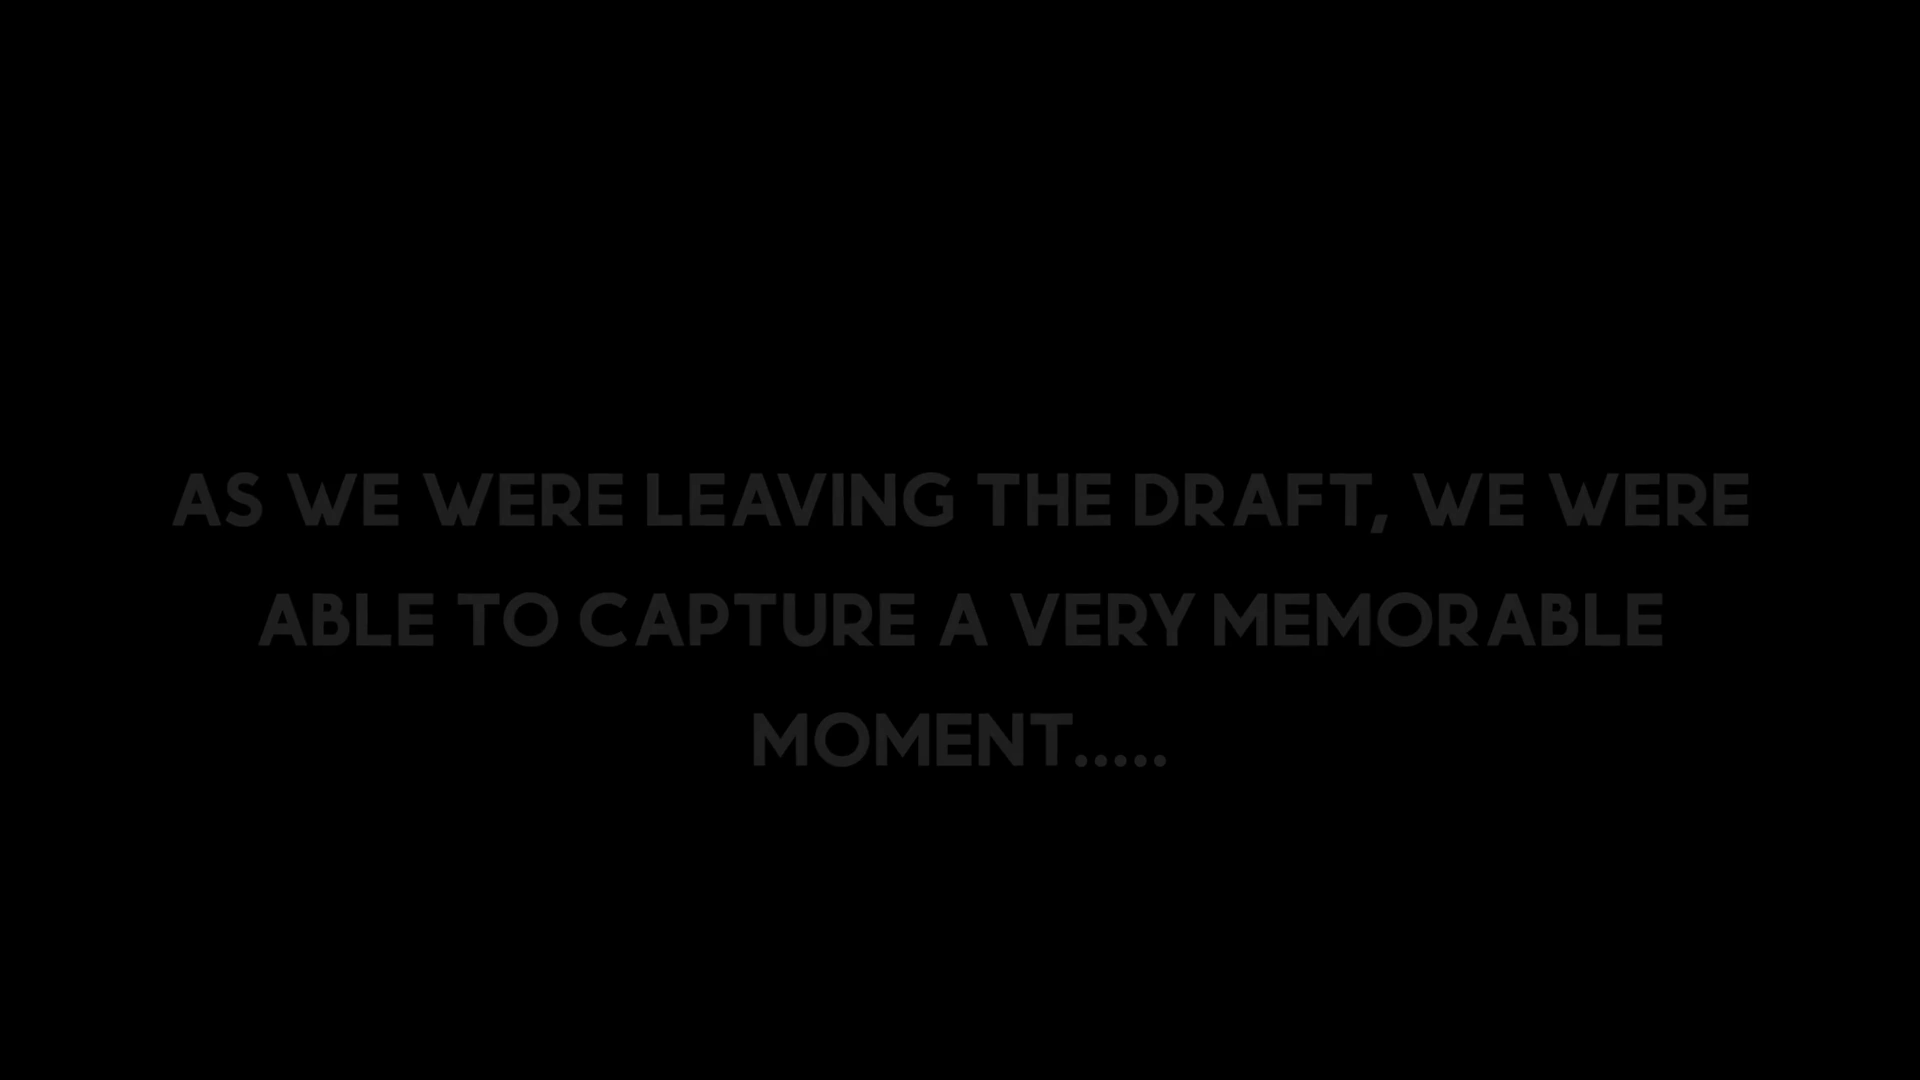 AS WE WERE LEAVING THE DRAFT, WE WERE
ABLE TO CAPTURE A VERY MEMORABLE
MOMENT.....